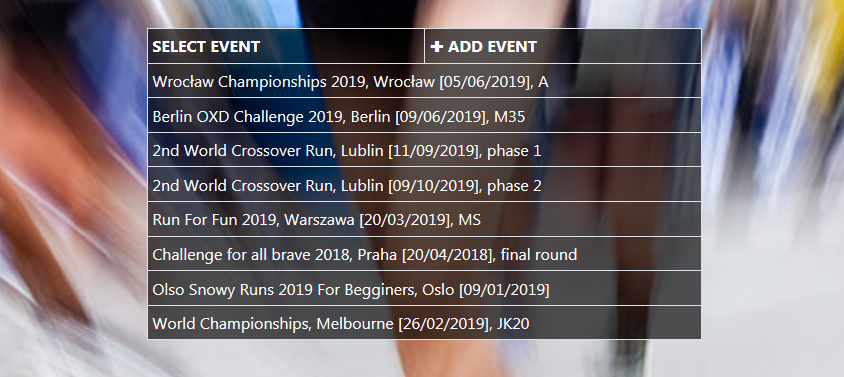 SELECT EVENT
+ ADD EVENT
Wrocław Championships 2019, Wrocław [05/06/2019], A
Berlin OXD Challenge 2019, Berlin [09/06/2019], M35
2nd World Crossover Run, Lublin [11/09/2019], phase 1
2nd World Crossover Run, Lublin [09/10/2019], phase 2
Run For Fun 2019, Warszawa [20/03/2019], MS
Challenge for all brave 2018, Praha [20/04/2018], final round
Olso Snowy Runs 2019 For Begginers, Oslo [09/01/2019]
World Championships, Melbourne [26/02/2019], JK20